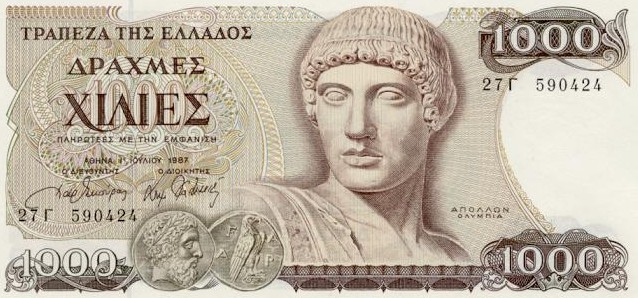 ΤΡΑΠΕΖΑ ΤΗΣ ΕΛΛΑΔΟΣ
1000
ΔΡΑΧΜΕΣ
27Γ 590424
ΧΙΛΙΕΣ
ΠΛΗΡΩΤΕΕΣ ΜΕ ΤΗΝ ΕΜΦΑΝΙΣΗ
ΑΘΗΝΑ 1 ΙΟΥΛΙΟΥ 1987
Ο ΔΙΕΥΘΥΝΤΗΣ Ο ΔΙΟΙΚΗΤΗΣ
27Γ 590424
ΑΠΟΛΛΩΝ
ΟΛΥΜΠΙΑ
1000
1000